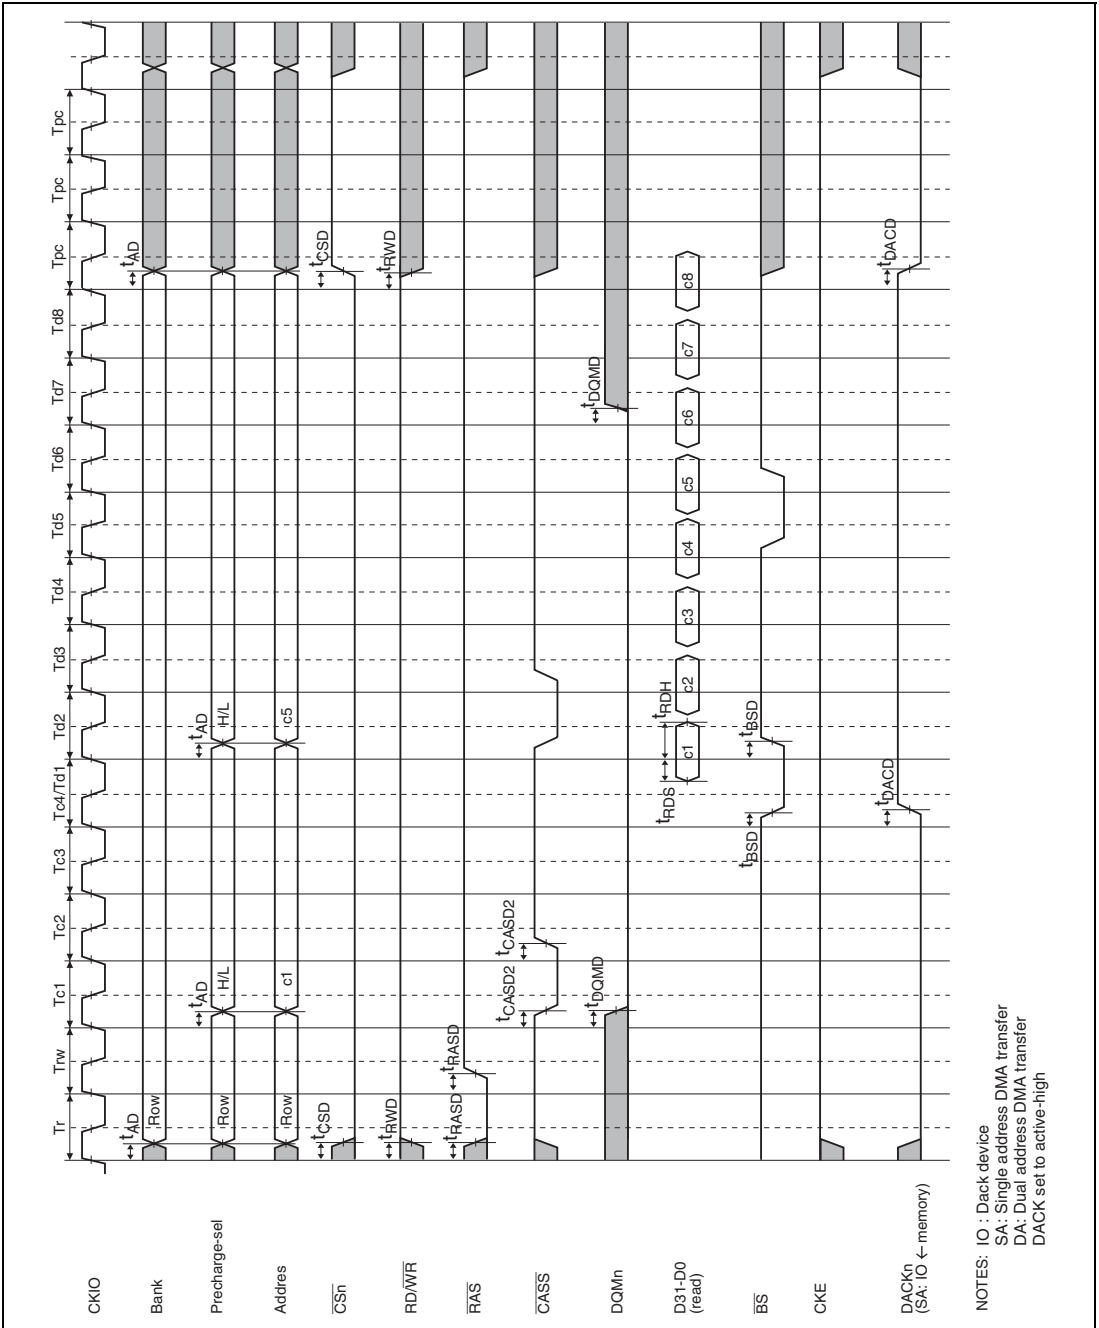 Tr Trw Tc1 Tc2 Tc3 Tc4/Td1 Td2 Td3 Td4 Td5 Td6 Td7 Td8 Tpc Tpc Tpc
CKIO
tAD tAD
Bank Row
tAD tAD
Precharge-sel Row H/L H/L
Addres Row c1 c5
tCSD tCSD
CSn
tRWD tRWD
RD/WR
tRASD tRASD
RAS
tCASD2 tCASD2
CASS
tDQMD tDQMD
DQMn
tRDS tRDH
D31-D0
(read)
c1 c2 c3 c4 c5 c6 c7 c8
tBSD tBSD
BS
CKE
tDACD tDACD
DACKn
(SA: IO ← memory)
NOTES: IO : Dack device
SA: Single address DMA transfer
DA: Dual address DMA transfer
DACK set to active-high